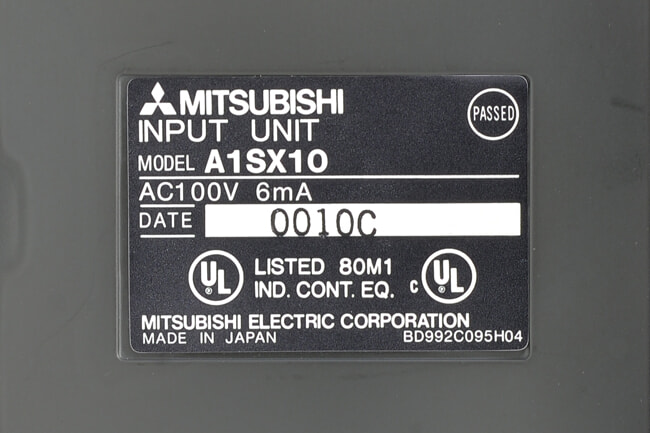 MITSUBISHI
PASSED
INPUT UNIT
MODEL A1SX10
AC100V 6mA
DATE 0010C
UL LISTED 80M1 c UL
IND. CONT. EQ.
MITSUBISHI ELECTRIC CORPORATION
MADE IN JAPAN BD992C095H04